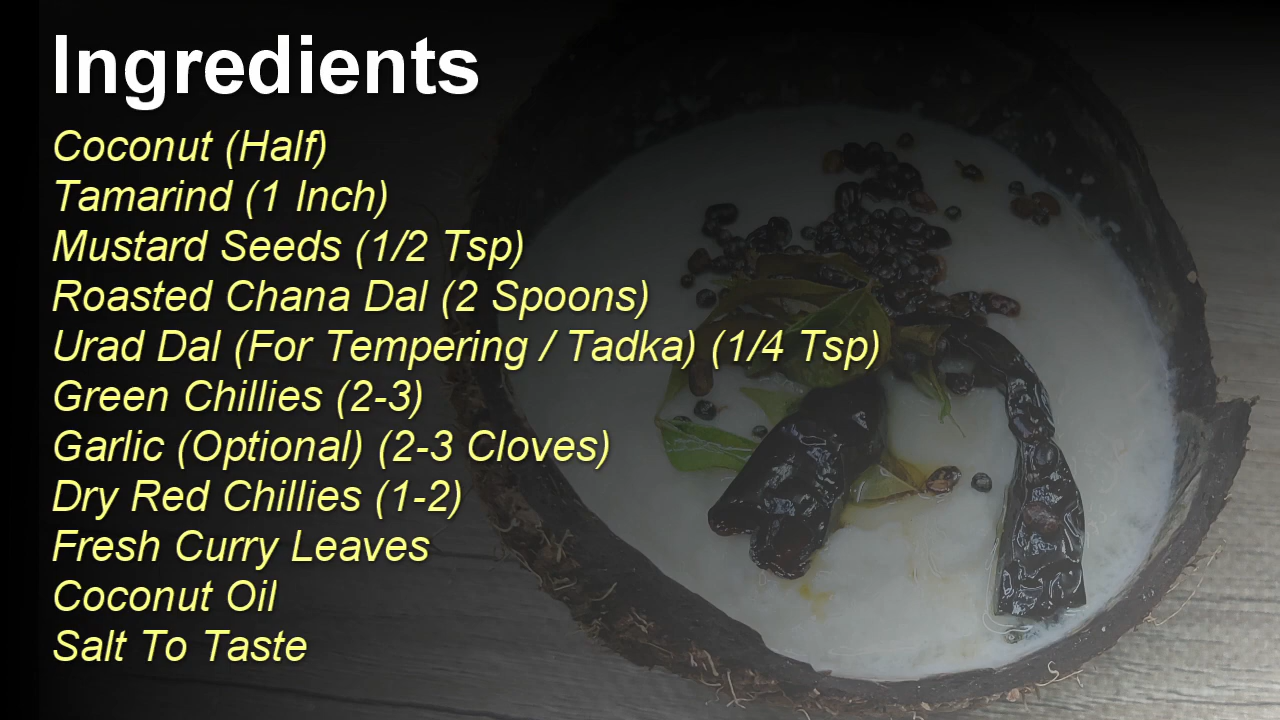 Ingredients
Coconut (Half)
Tamarind (1 Inch)
Mustard Seeds (1/2 Tsp)
Roasted Chana Dal (2 Spoons)
Urad Dal (For Tempering / Tadka) (1/4 Tsp)
Green Chillies (2-3)
Garlic (Optional) (2-3 Cloves)
Dry Red Chillies (1-2)
Fresh Curry Leaves
Coconut Oil
Salt To Taste